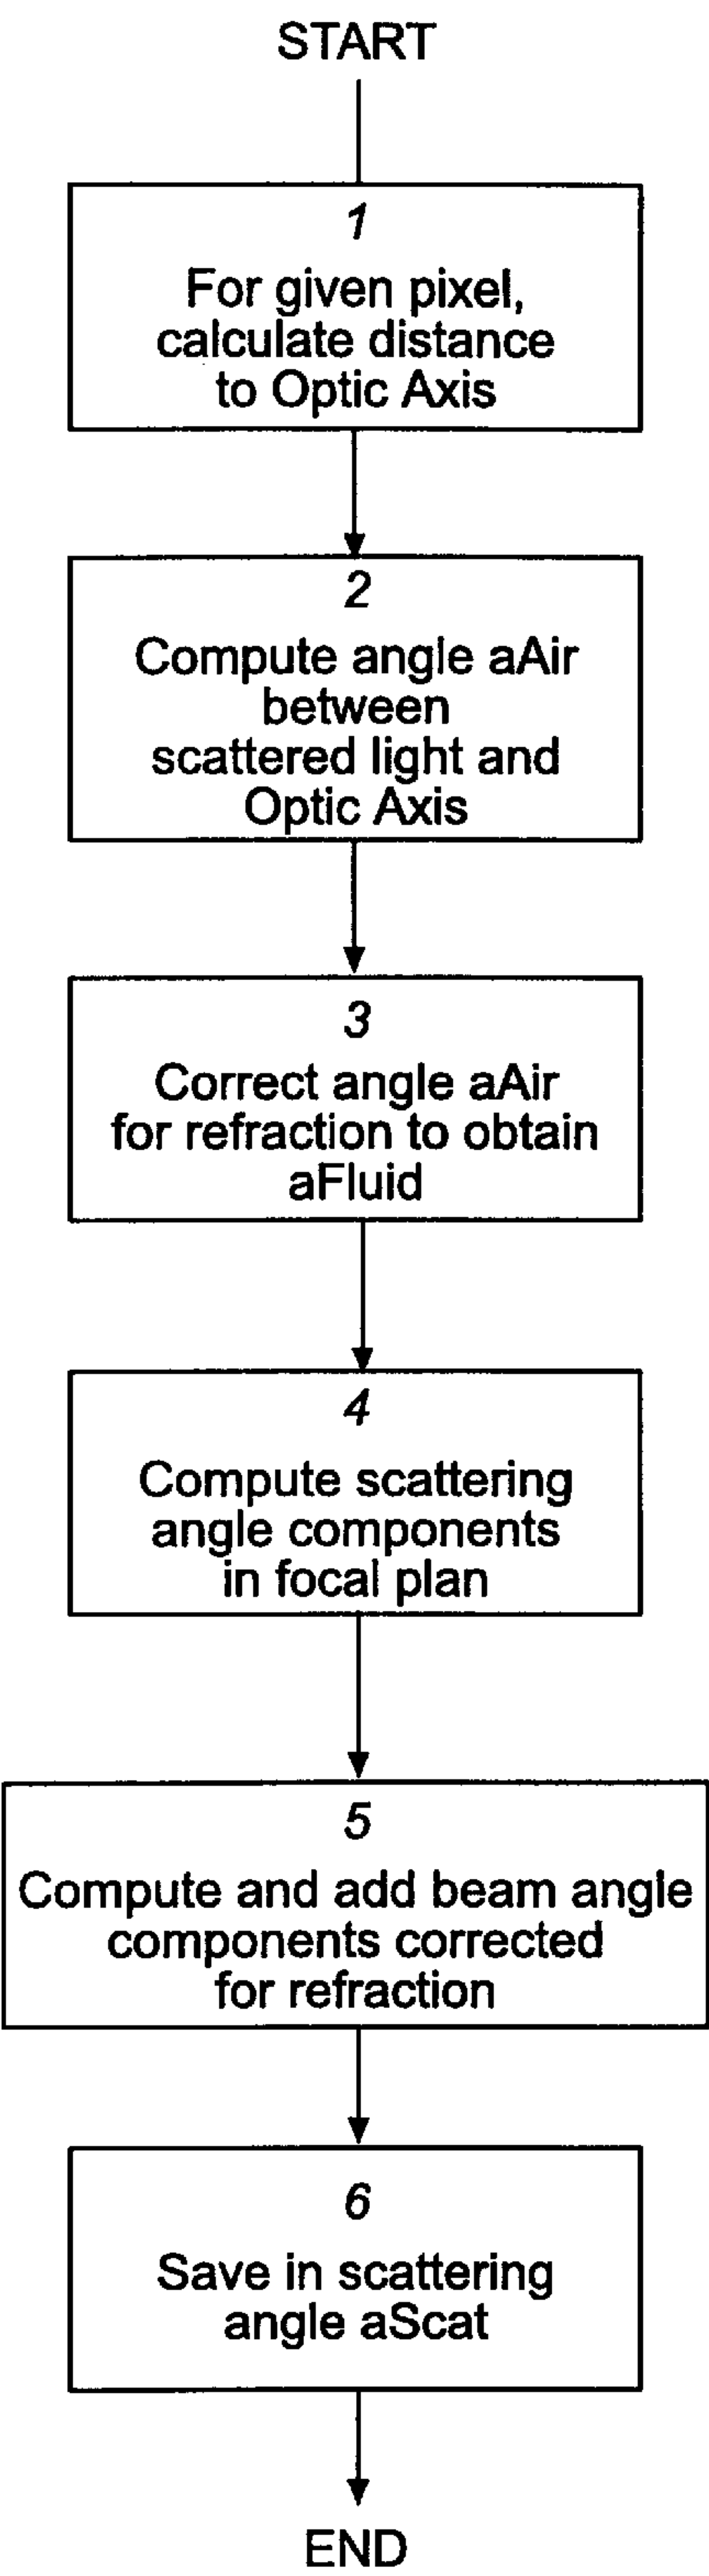 START
1
For given pixel,
calculate distance
to Optic Axis
2
Compute angle aAir
between
scattered light and
Optic Axis
3
Correct angle aAir
for refraction to obtain
aFluid
4
Compute scattering
angle components
in focal plan
5
Compute and add beam angle
components corrected
for refraction
6
Save in scattering
angle aScat
END